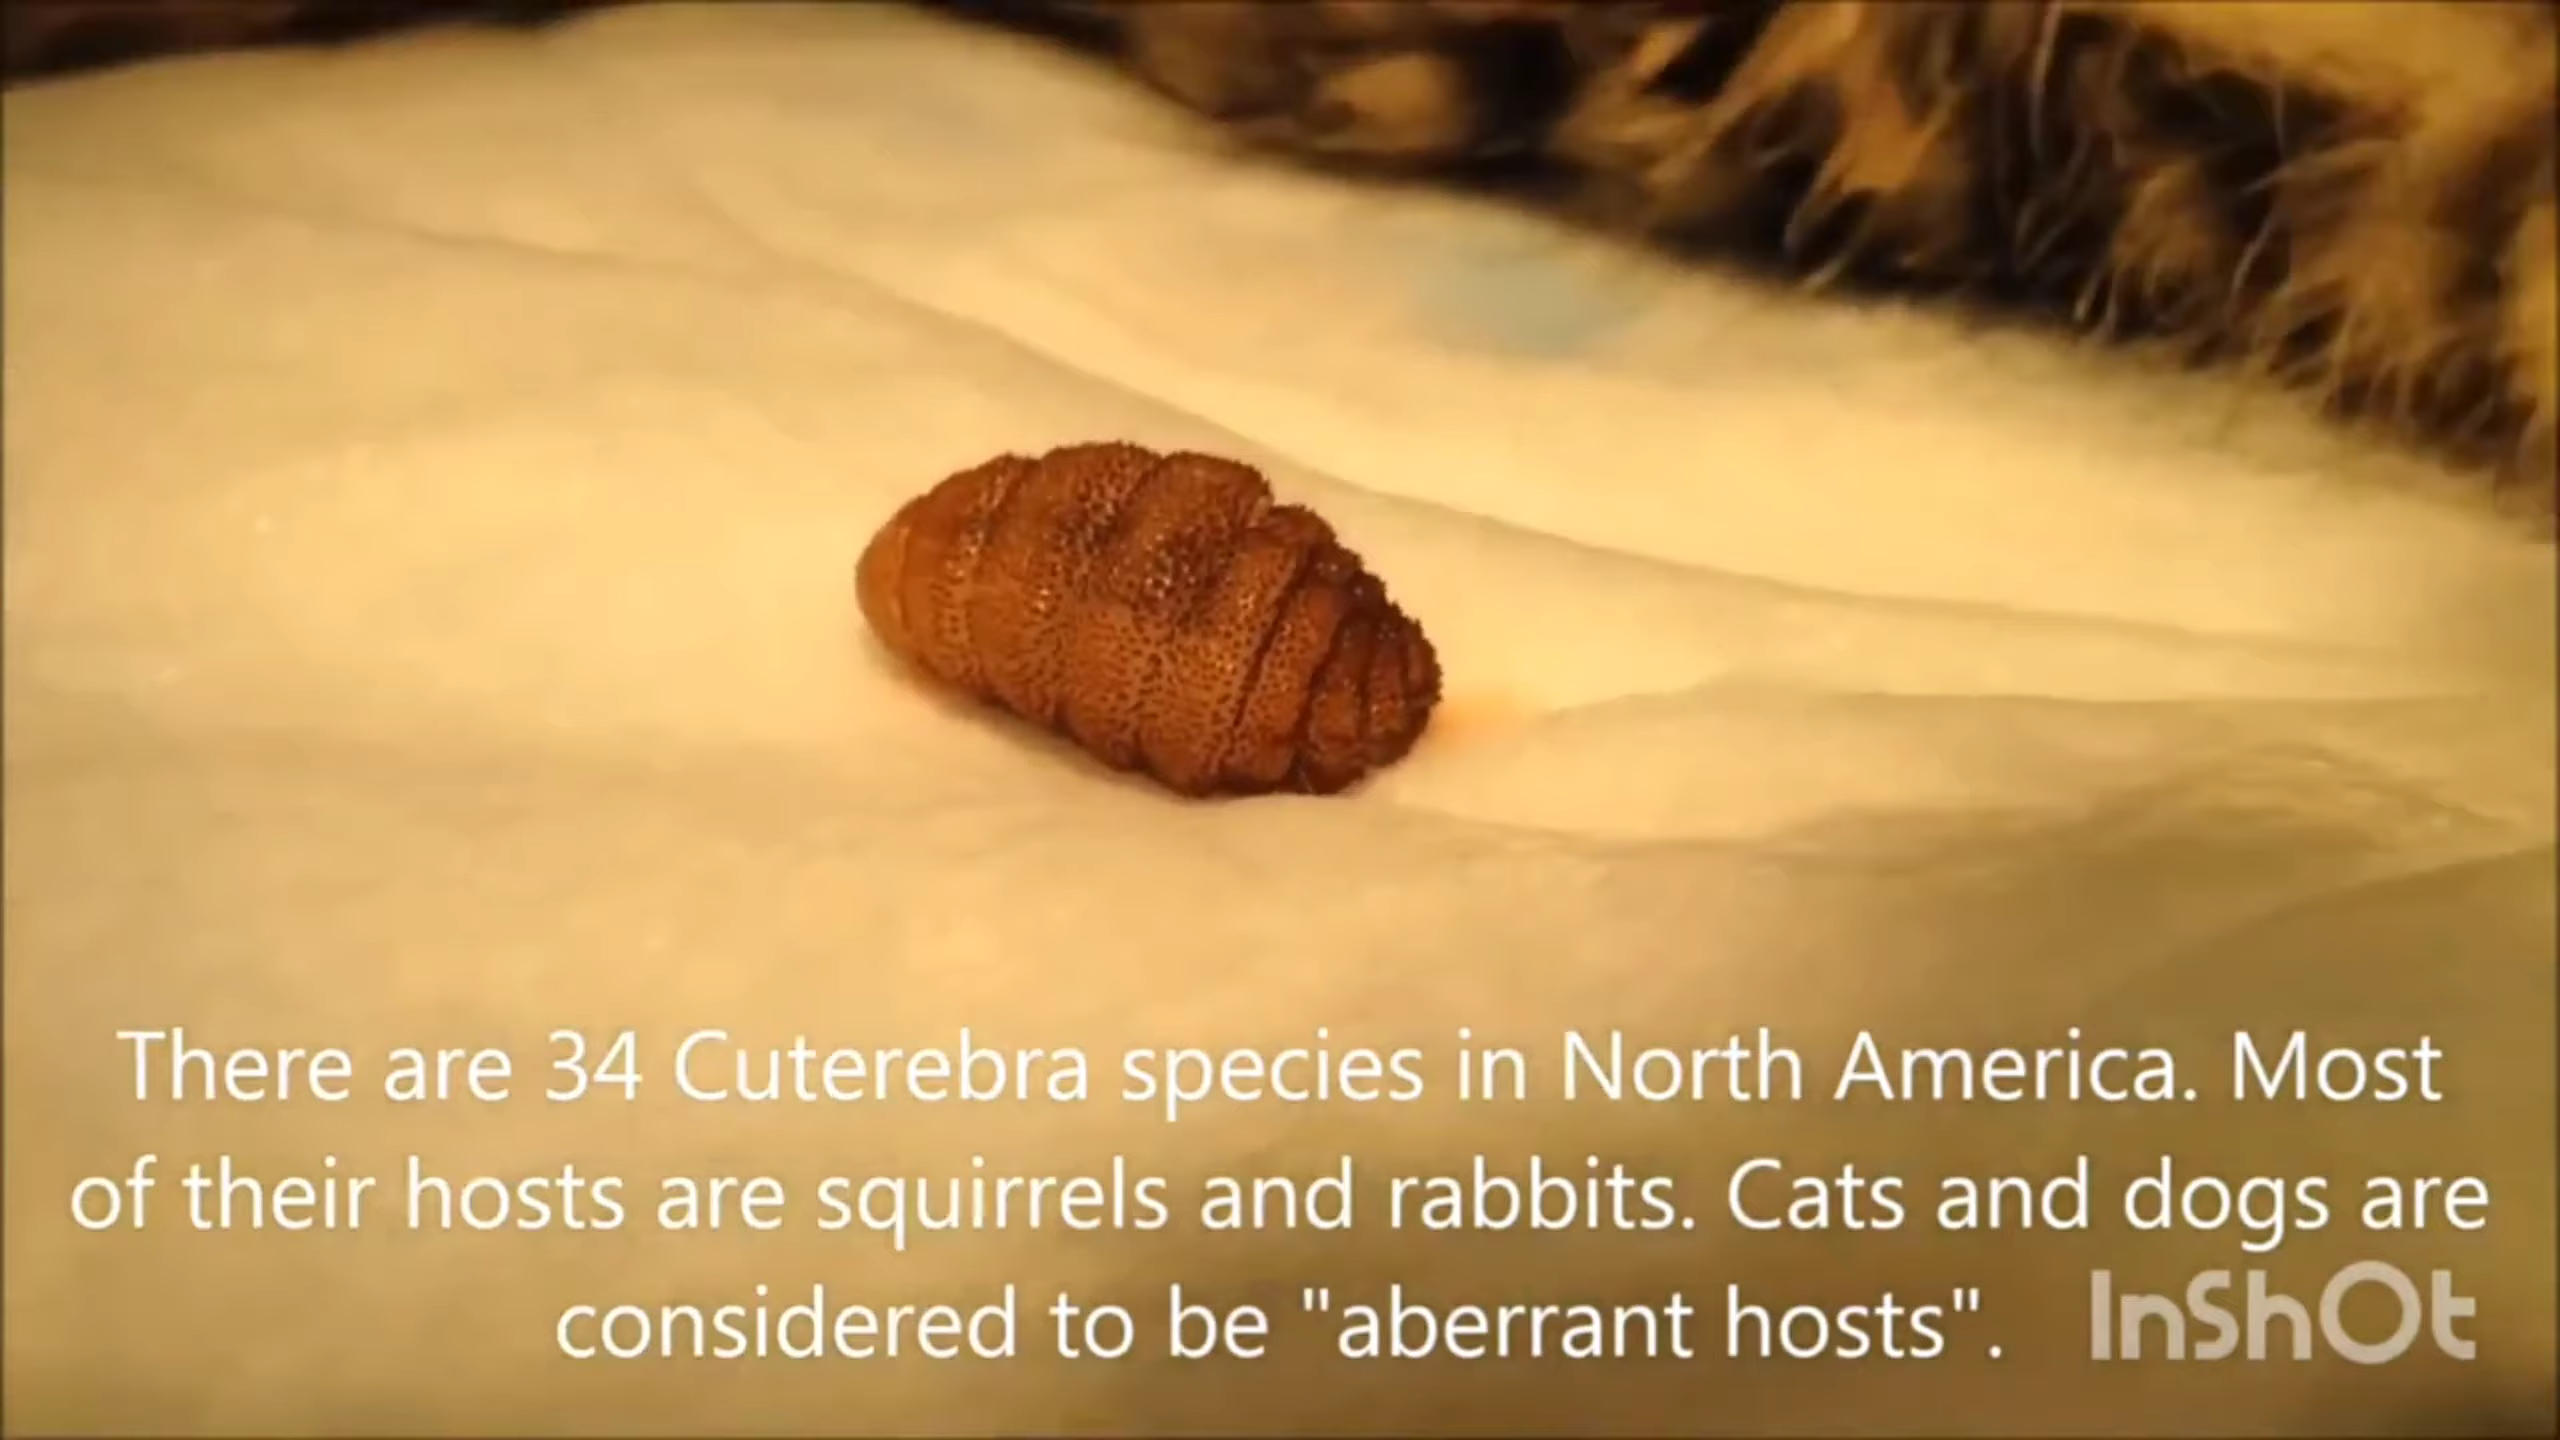 There are 34 Cuterebra species in North America. Most
of their hosts are squirrels and rabbits. Cats and dogs are
considered to be "aberrant hosts".
InShOt